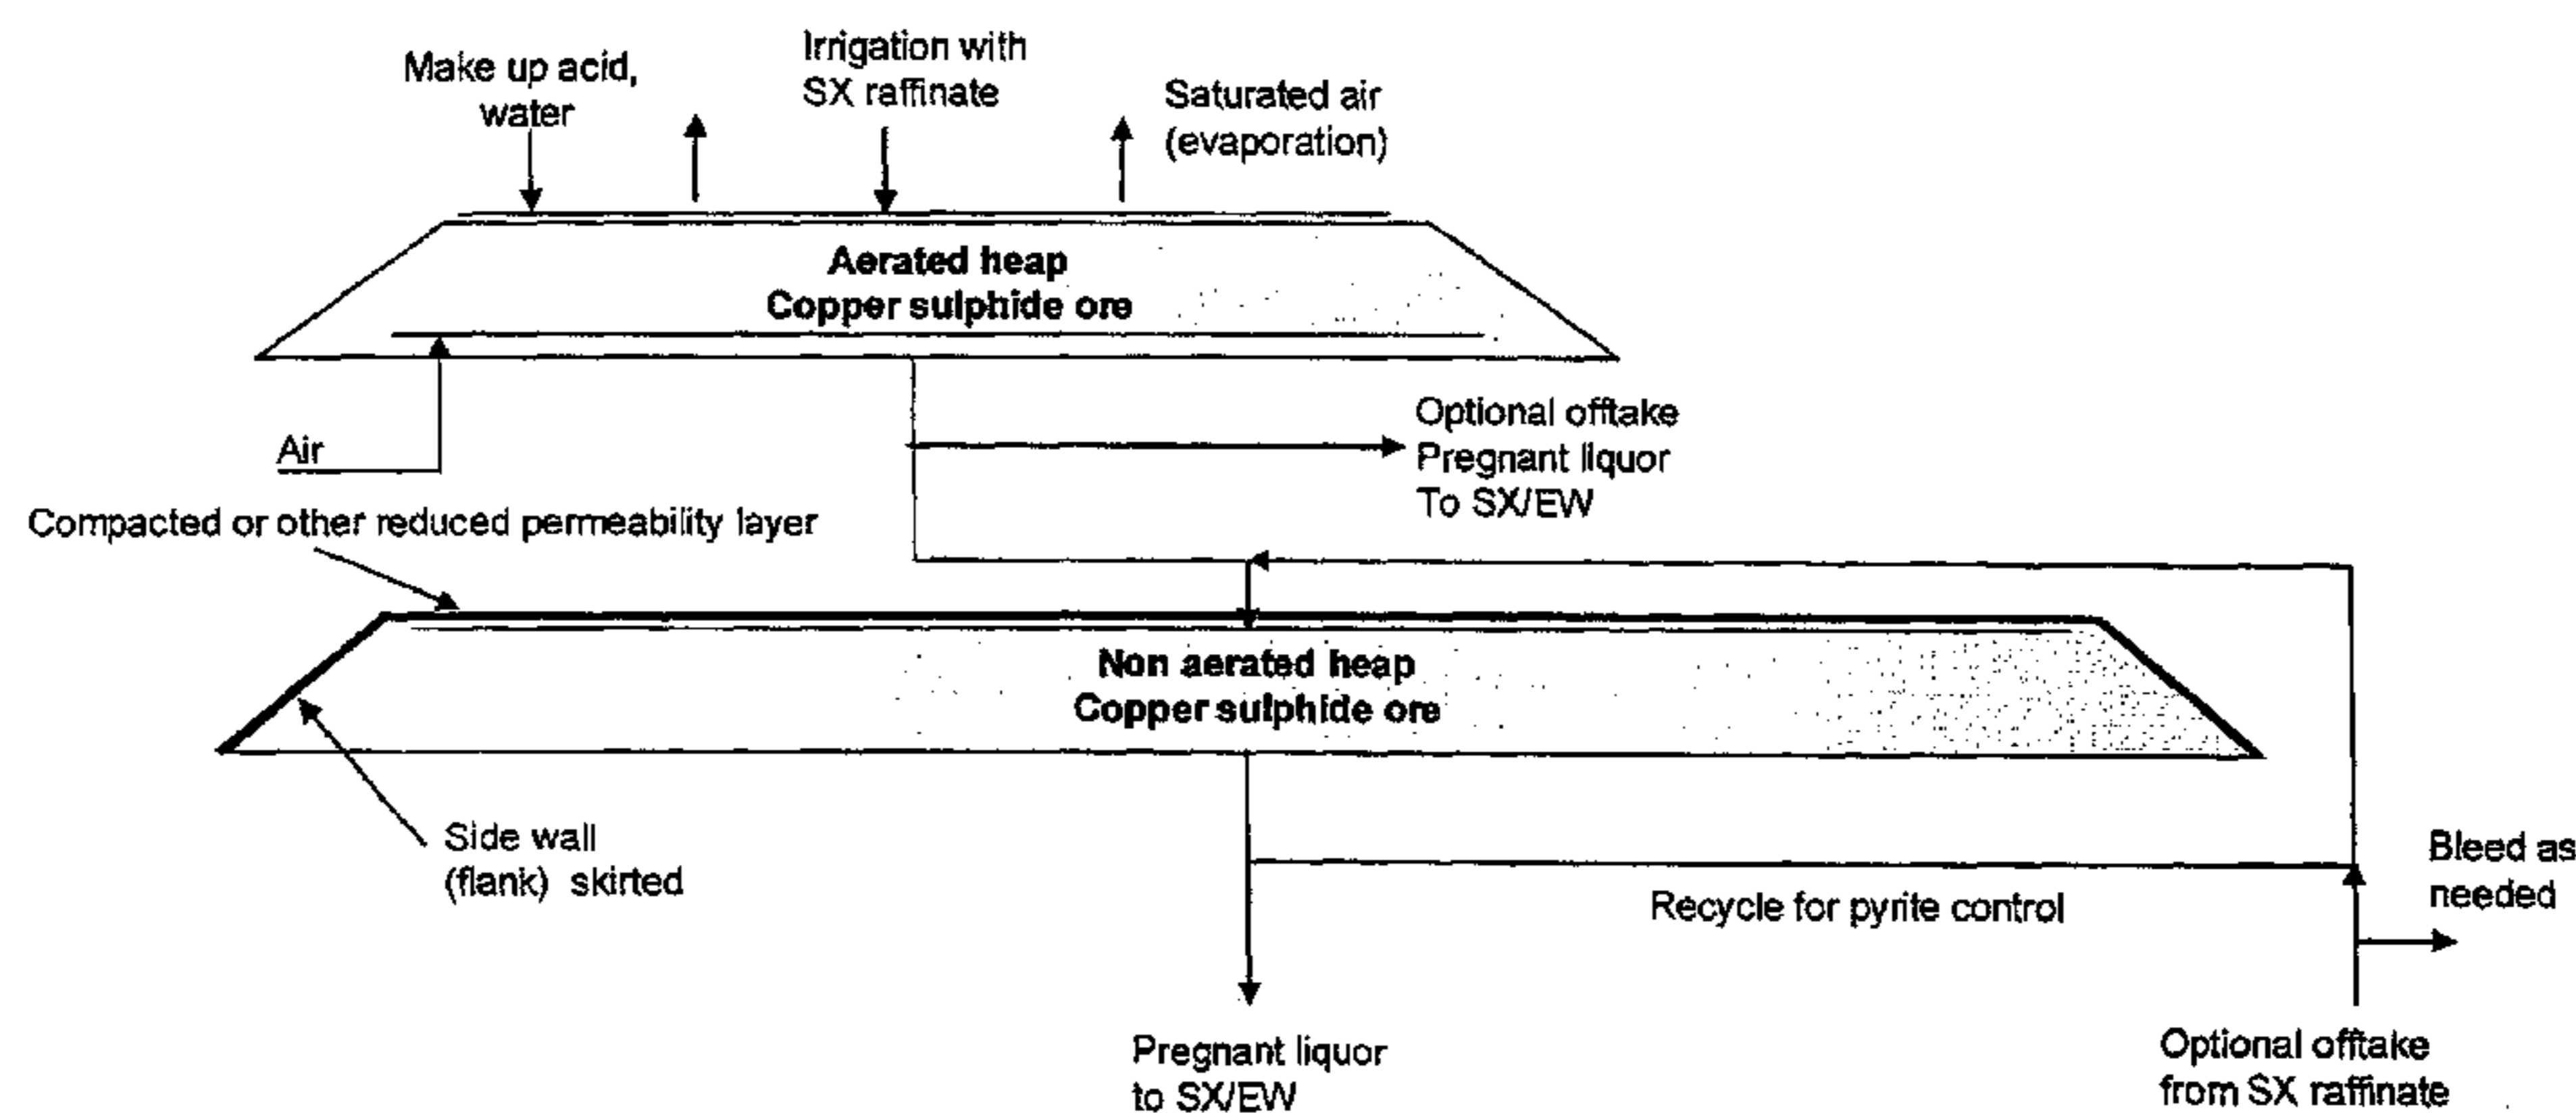 Make up acid,
water
Irrigation with
SX raffinate
Saturated air
(evaporation)
Aerated heap
Copper sulphide ore
Air
Optional offtake
Pregnant liquor
To SX/EW
Compacted or other reduced permeability layer
Non aerated heap
Copper sulphide ore
Side wall
(flank) skirted
Recycle for pyrite control
Bleed as
needed
Pregnant liquor
to SX/EW
Optional offtake
from SX raffinate